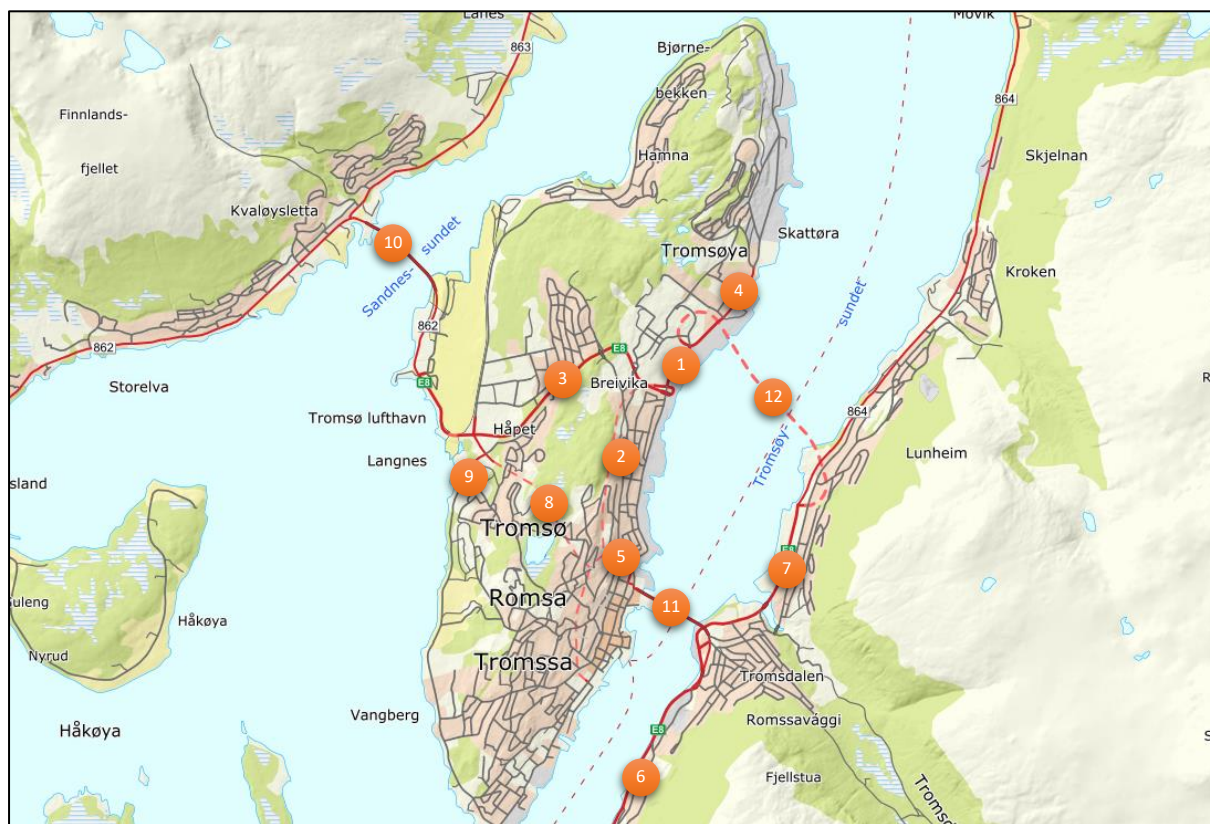 Lanes
Movik
863
Bjørne-
bekken
Finnlands-
fjellet
864
Hamna
Skjelnan
Kvaløysletta
Skattøra
10
Sandnes-
sundet
Tromsøya
Kroken
4
862
sundet
862
E8
1
Storelva
E8
3
Breivika
12
864
Tromsø lufthavn
Håpet
Tromsøy
Lunheim
Langnes
2
9
sland
8
Tromsø
E8
5
7
Romsa
11
Guleng
Håkøya
Nyrud
Tromssa
Tromsdalen
Vangberg
Romssavággi
Håkøya
E8
6
Fjellstua